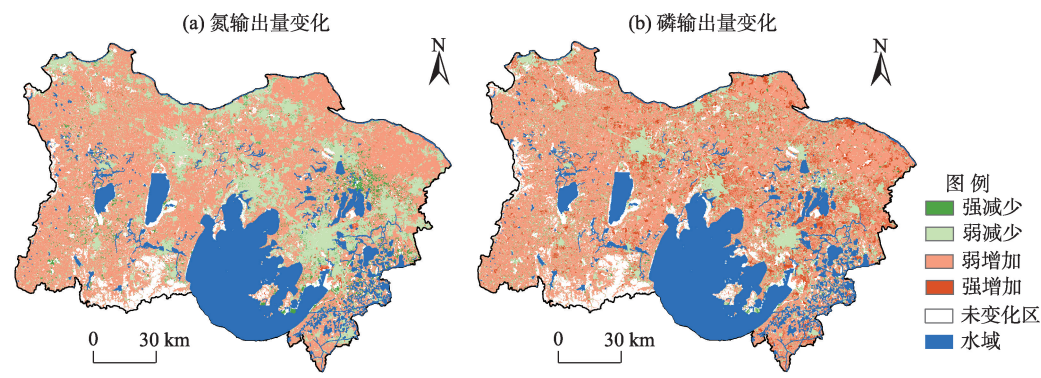 (a) 氮输出量变化
(b) 磷输出量变化
N
N
图 例
强减少
弱减少
弱增加
强增加
未变化区
水域
0 30 km
0 30 km